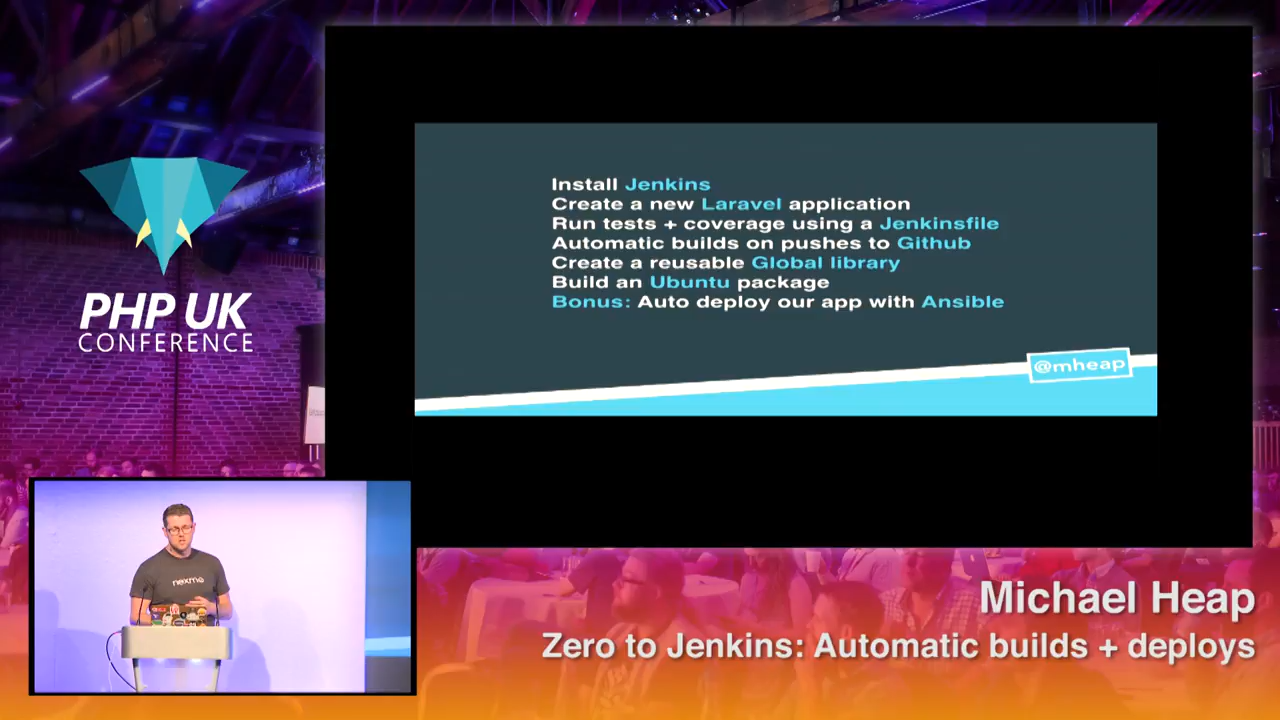 Install Jenkins
Create a new Laravel application
Run tests + coverage using a Jenkinsfile
Automatic builds on pushes to Github
Create a reusable Global library
Build an Ubuntu package
Bonus: Auto deploy our app with Ansible
@mheap
PHP UK
CONFERENCE
nexmo
Michael Heap
Zero to Jenkins: Automatic builds + deploys